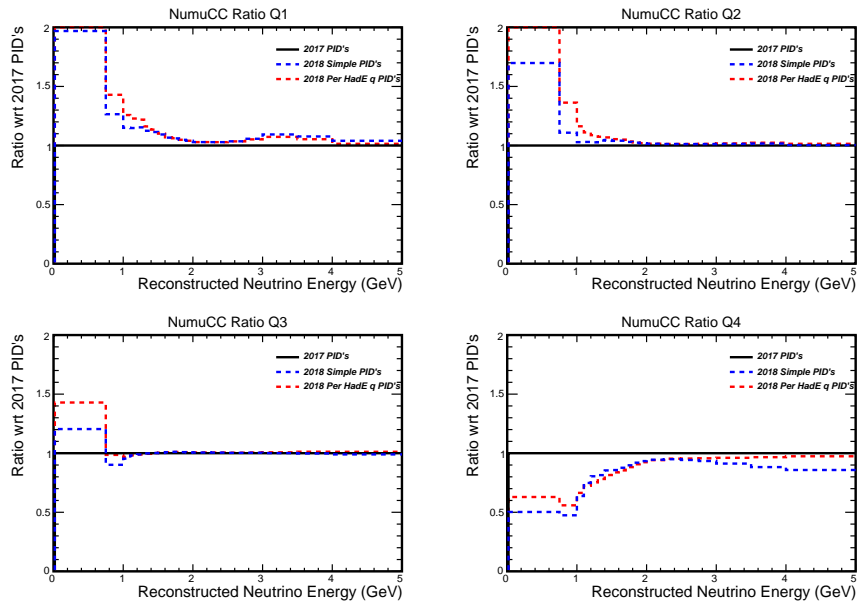 NumuCC Ratio Q1
Ratio wrt 2017 PID's
2
1.5
1
0.5
0
2017 PID's
2018 Simple PID's
2018 Per HadE q PID's
0 1 2 3 4 5
Reconstructed Neutrino Energy (GeV)
NumuCC Ratio Q2
Ratio wrt 2017 PID's
2
1.5
1
0.5
0
2017 PID's
2018 Simple PID's
2018 Per HadE q PID's
0 1 2 3 4 5
Reconstructed Neutrino Energy (GeV)
NumuCC Ratio Q3
Ratio wrt 2017 PID's
2
1.5
1
0.5
0
2017 PID's
2018 Simple PID's
2018 Per HadE q PID's
0 1 2 3 4 5
Reconstructed Neutrino Energy (GeV)
NumuCC Ratio Q4
Ratio wrt 2017 PID's
2
1.5
1
0.5
0
2017 PID's
2018 Simple PID's
2018 Per HadE q PID's
0 1 2 3 4 5
Reconstructed Neutrino Energy (GeV)